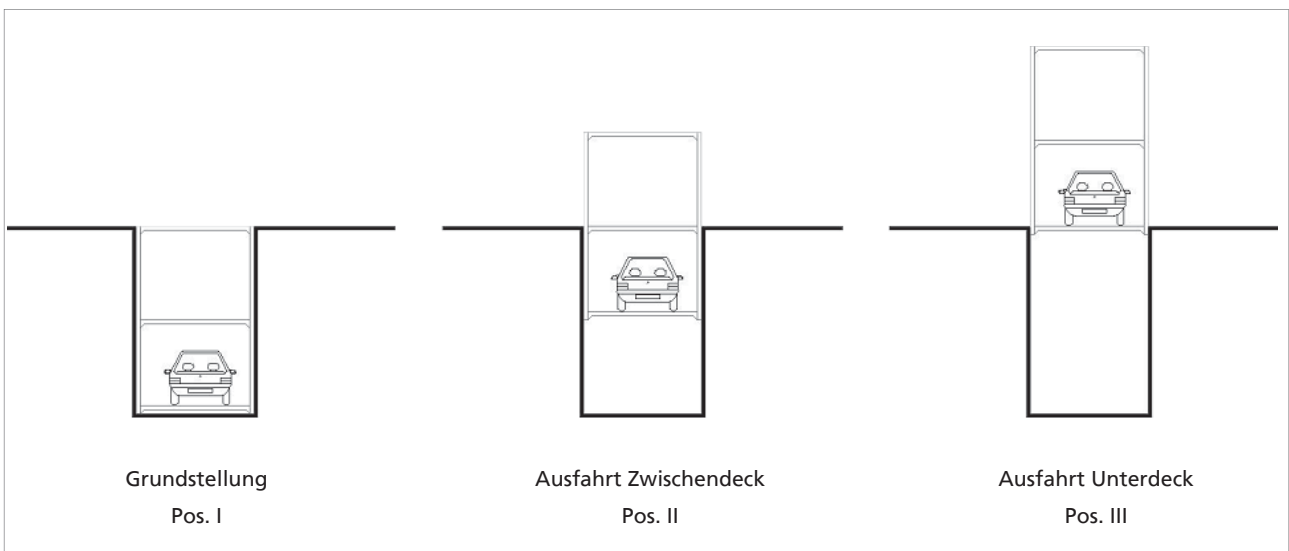 Grundstellung
Pos. I
Ausfahrt Zwischendeck
Pos. II
Ausfahrt Unterdeck
Pos. III